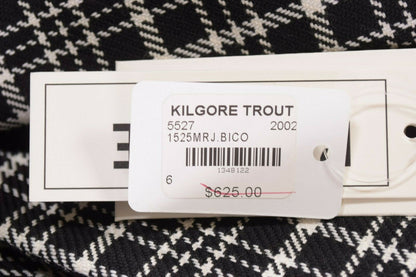 KILGORE TROUT
5527 2002
1525MRJ.BICO
1348122
6
$625.00